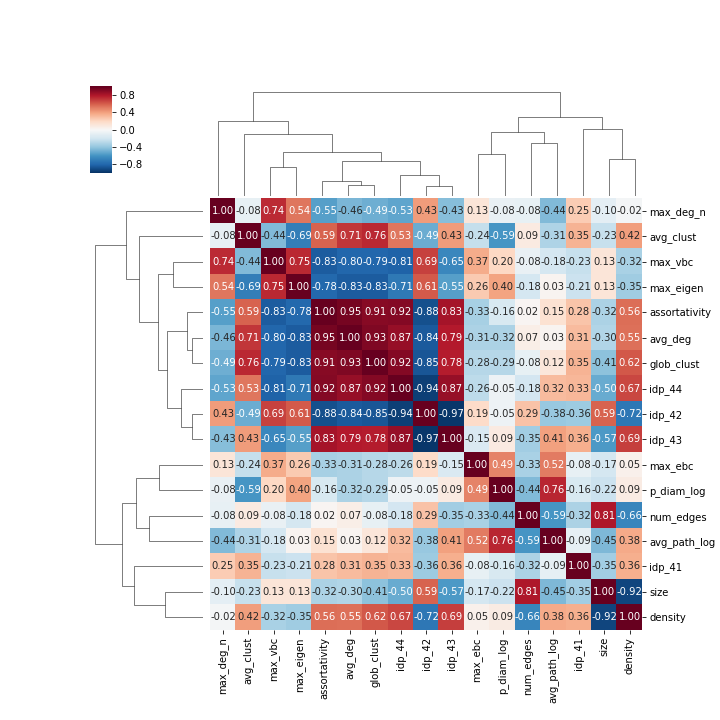 0.8
0.4
0.0
−0.4
−0.8
1.00 -0.08 0.74 0.54 -0.55 -0.46 -0.49 -0.53 0.43 -0.43 0.13 -0.08 -0.08 -0.44 0.25 -0.10 -0.02 max_deg_n
-0.08 1.00 -0.44 -0.69 0.59 0.71 0.76 0.53 -0.49 0.43 -0.24 -0.59 0.09 -0.31 0.35 -0.23 0.42 avg_clust
0.74 -0.44 1.00 0.75 -0.83 -0.80 -0.79 -0.81 0.69 -0.65 0.37 0.20 -0.08 -0.18 -0.23 0.13 -0.32 max_vbc
0.54 -0.69 0.75 1.00 -0.78 -0.83 -0.83 -0.71 0.61 -0.55 0.26 0.40 -0.18 0.03 -0.21 0.13 -0.35 max_eigen
-0.55 0.59 -0.83 -0.78 1.00 0.95 0.91 0.92 -0.88 0.83 -0.33 -0.16 0.02 0.15 0.28 -0.32 0.56 assortativity
-0.46 0.71 -0.80 -0.83 0.95 1.00 0.93 0.87 -0.84 0.79 -0.31 -0.32 0.07 0.03 0.31 -0.30 0.55 avg_deg
-0.49 0.76 -0.79 -0.83 0.91 0.93 1.00 0.92 -0.85 0.78 -0.28 -0.29 -0.08 0.12 0.35 -0.41 0.62 glob_clust
-0.53 0.53 -0.81 -0.71 0.92 0.87 0.92 1.00 -0.94 0.87 -0.26 -0.05 -0.18 0.32 0.33 -0.50 0.67 idp_44
0.43 -0.49 0.69 0.61 -0.88 -0.84 -0.85 -0.94 1.00 -0.97 0.19 -0.05 0.29 -0.38 -0.36 0.59 -0.72 idp_42
-0.43 0.43 -0.65 -0.55 0.83 0.79 0.78 0.87 -0.97 1.00 -0.15 0.09 -0.35 0.41 0.36 -0.57 0.69 idp_43
0.13 -0.24 0.37 0.26 -0.33 -0.31 -0.28 -0.26 0.19 -0.15 1.00 0.49 -0.33 0.52 -0.08 -0.17 0.05 max_ebc
-0.08 -0.59 0.20 0.40 -0.16 -0.32 -0.29 -0.05 -0.05 0.09 0.49 1.00 -0.44 0.76 -0.16 -0.22 0.09 p_diam_log
-0.08 0.09 -0.08 -0.18 0.02 0.07 -0.08 -0.18 0.29 -0.35 -0.33 -0.44 1.00 -0.59 -0.32 0.81 -0.66 num_edges
-0.44 -0.31 -0.18 0.03 0.15 0.03 0.12 0.32 -0.38 0.41 0.52 0.76 -0.59 1.00 -0.09 -0.45 0.38 avg_path_log
0.25 0.35 -0.23 -0.21 0.28 0.31 0.35 0.33 -0.36 0.36 -0.08 -0.16 -0.32 -0.09 1.00 -0.35 0.36 idp_41
-0.10 -0.23 0.13 0.13 -0.32 -0.30 -0.41 -0.50 0.59 -0.57 -0.17 -0.22 0.81 -0.45 -0.35 1.00 -0.92 size
-0.02 0.42 -0.32 -0.35 0.56 0.55 0.62 0.67 -0.72 0.69 0.05 0.09 -0.66 0.38 0.36 -0.92 1.00 density
max_deg_n avg_clust max_vbc max_eigen assortativity avg_deg glob_clust idp_44 idp_42 idp_43 max_ebc p_diam_log num_edges avg_path_log idp_41 size density